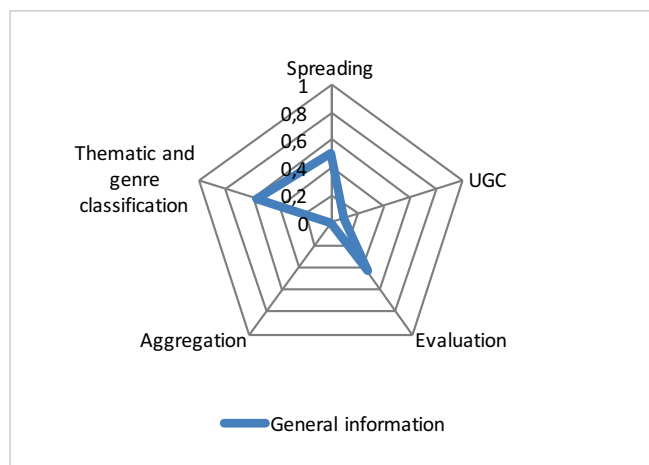 Spreading
1
0,8
0,6
0,4
0,2
0
Thematic and
genre
classification
UGC
Aggregation
Evaluation
General information